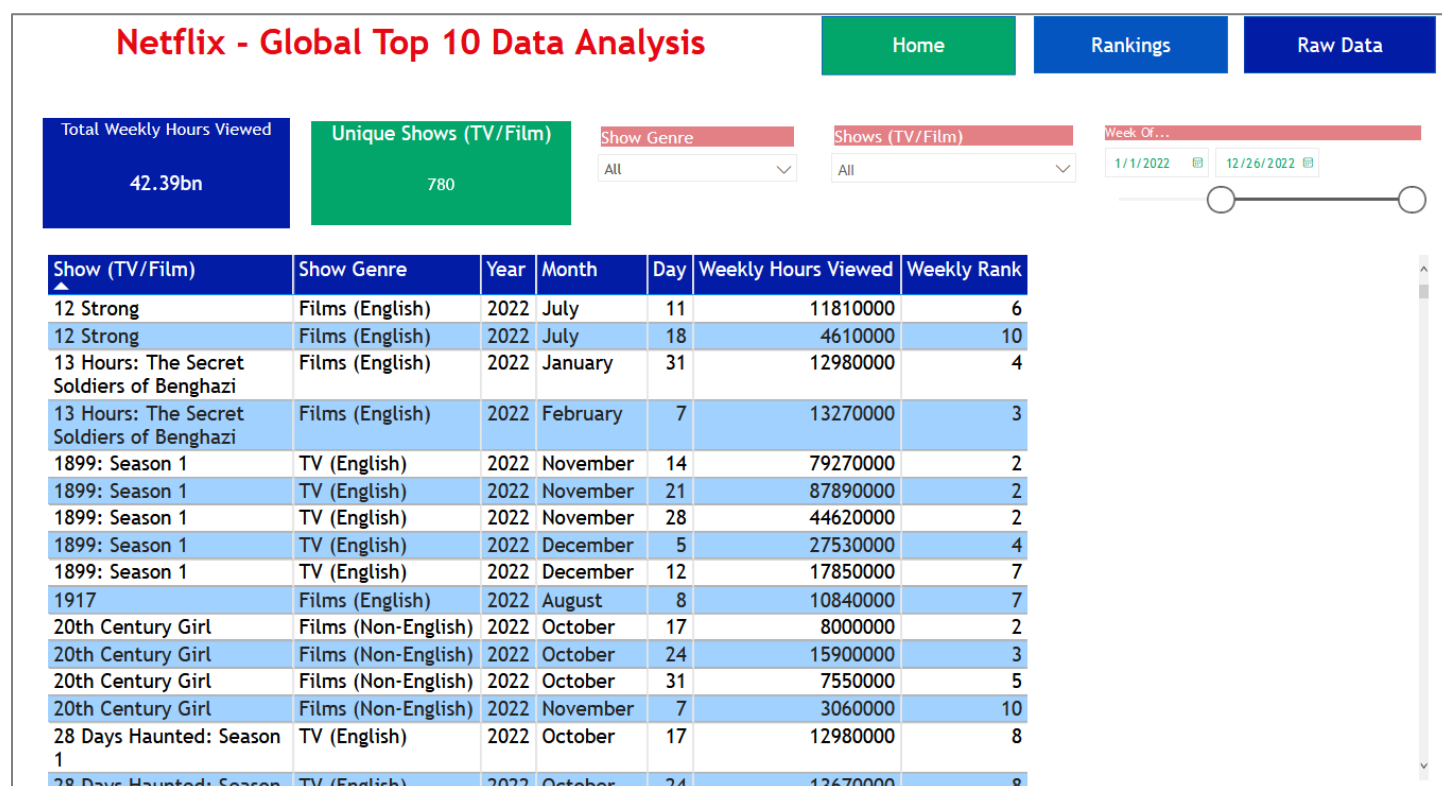 Netflix - Global Top 10 Data Analysis
Home
Rankings
Raw Data
Total Weekly Hours Viewed
42.39bn
Unique Shows (TV/Film)
780
Show Genre
All
Shows (TV/Film)
All
Week Of...
1/1/2022 12/26/2022
Show (TV/Film) Show Genre Year Month Day Weekly Hours Viewed Weekly Rank
12 Strong Films (English) 2022 July 11 11810000 6
12 Strong Films (English) 2022 July 18 4610000 10
13 Hours: The Secret Films (English) 2022 January 31 12980000 4
Soldiers of Benghazi
13 Hours: The Secret Films (English) 2022 February 7 13270000 3
Soldiers of Benghazi
1899: Season 1 TV (English) 2022 November 14 79270000 2
1899: Season 1 TV (English) 2022 November 21 87890000 2
1899: Season 1 TV (English) 2022 November 28 44620000 2
1899: Season 1 TV (English) 2022 December 5 27530000 4
1899: Season 1 TV (English) 2022 December 12 17850000 7
1917 Films (English) 2022 August 8 10840000 7
20th Century Girl Films (Non-English) 2022 October 17 8000000 2
20th Century Girl Films (Non-English) 2022 October 24 15900000 3
20th Century Girl Films (Non-English) 2022 October 31 7550000 5
20th Century Girl Films (Non-English) 2022 November 7 3060000 10
28 Days Haunted: Season TV (English) 2022 October 17 12980000 8
1
28 Days Haunted: Season TV (English) 2022 October 24 13670000 8